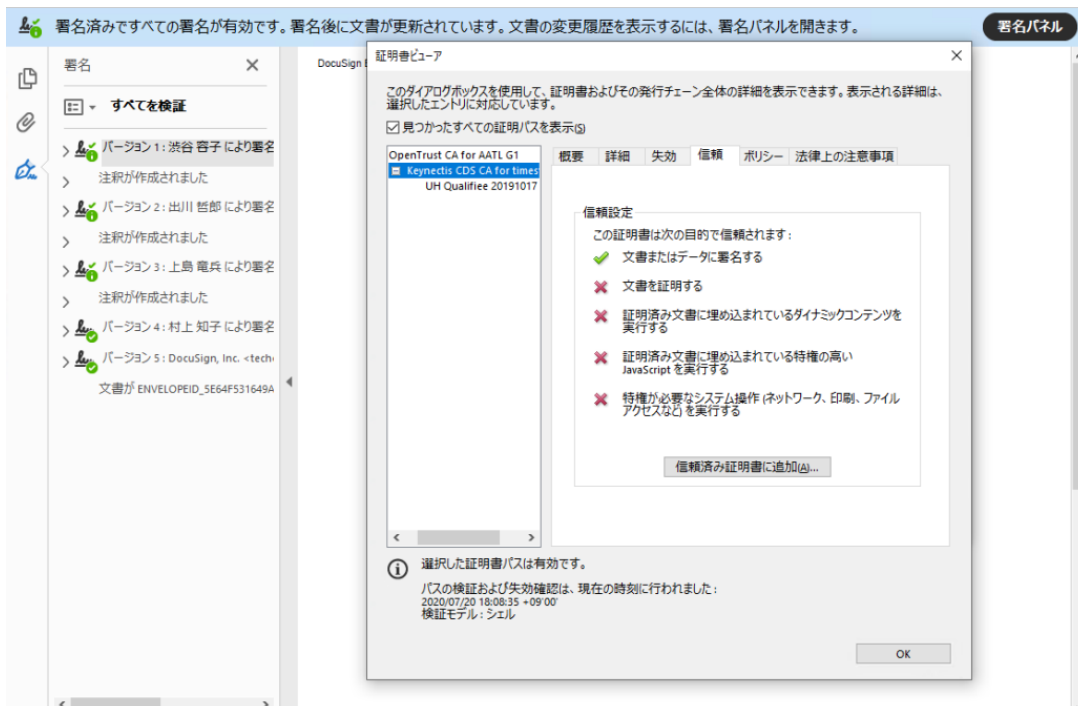 署名済みですべての署名が有効です。署名後に文書が更新されています。文書の変更履歴を表示するには、署名パネルを開きます。
署名パネル
署名
すべてを検証
バージョン 1 : 渋谷 容子 により署名
注釈が作成されました
バージョン 2 : 出川 哲郎 により署名
注釈が作成されました
バージョン 3 : 上島 竜兵 により署名
注釈が作成されました
バージョン 4 : 村上 知子 により署名
バージョン 5 : DocuSign, Inc. <tech
文書が ENVELOPEID_5E64F531649A
DocuSign
証明書ビューア
このダイアログボックスを使用して、証明書およびその発行チェーン全体の詳細を表示できます。表示される詳細は、
選択したエントリに対応しています。
見つかったすべての証明パスを表示(S)
OpenTrust CA for AATL G1
Keynectis CDS CA for times
UH Qualifiee 20191017
概要 詳細 失効 信頼 ポリシー 法律上の注意事項
信頼設定
この証明書は次の目的で信頼されます :
文書またはデータに署名する
文書を証明する
証明済み文書に埋め込まれているダイナミックコンテンツを
実行する
証明済み文書に埋め込まれている特権の高い
JavaScript を実行する
特権が必要なシステム操作 (ネットワーク、印刷、ファイル
アクセスなど) を実行する
信頼済み証明書に追加(A)...
選択した証明書パスは有効です。
パスの検証および失効確認は、現在の時刻に行われました :
2020/07/20 18:08:35 +09'00'
検証モデル : シェル
OK